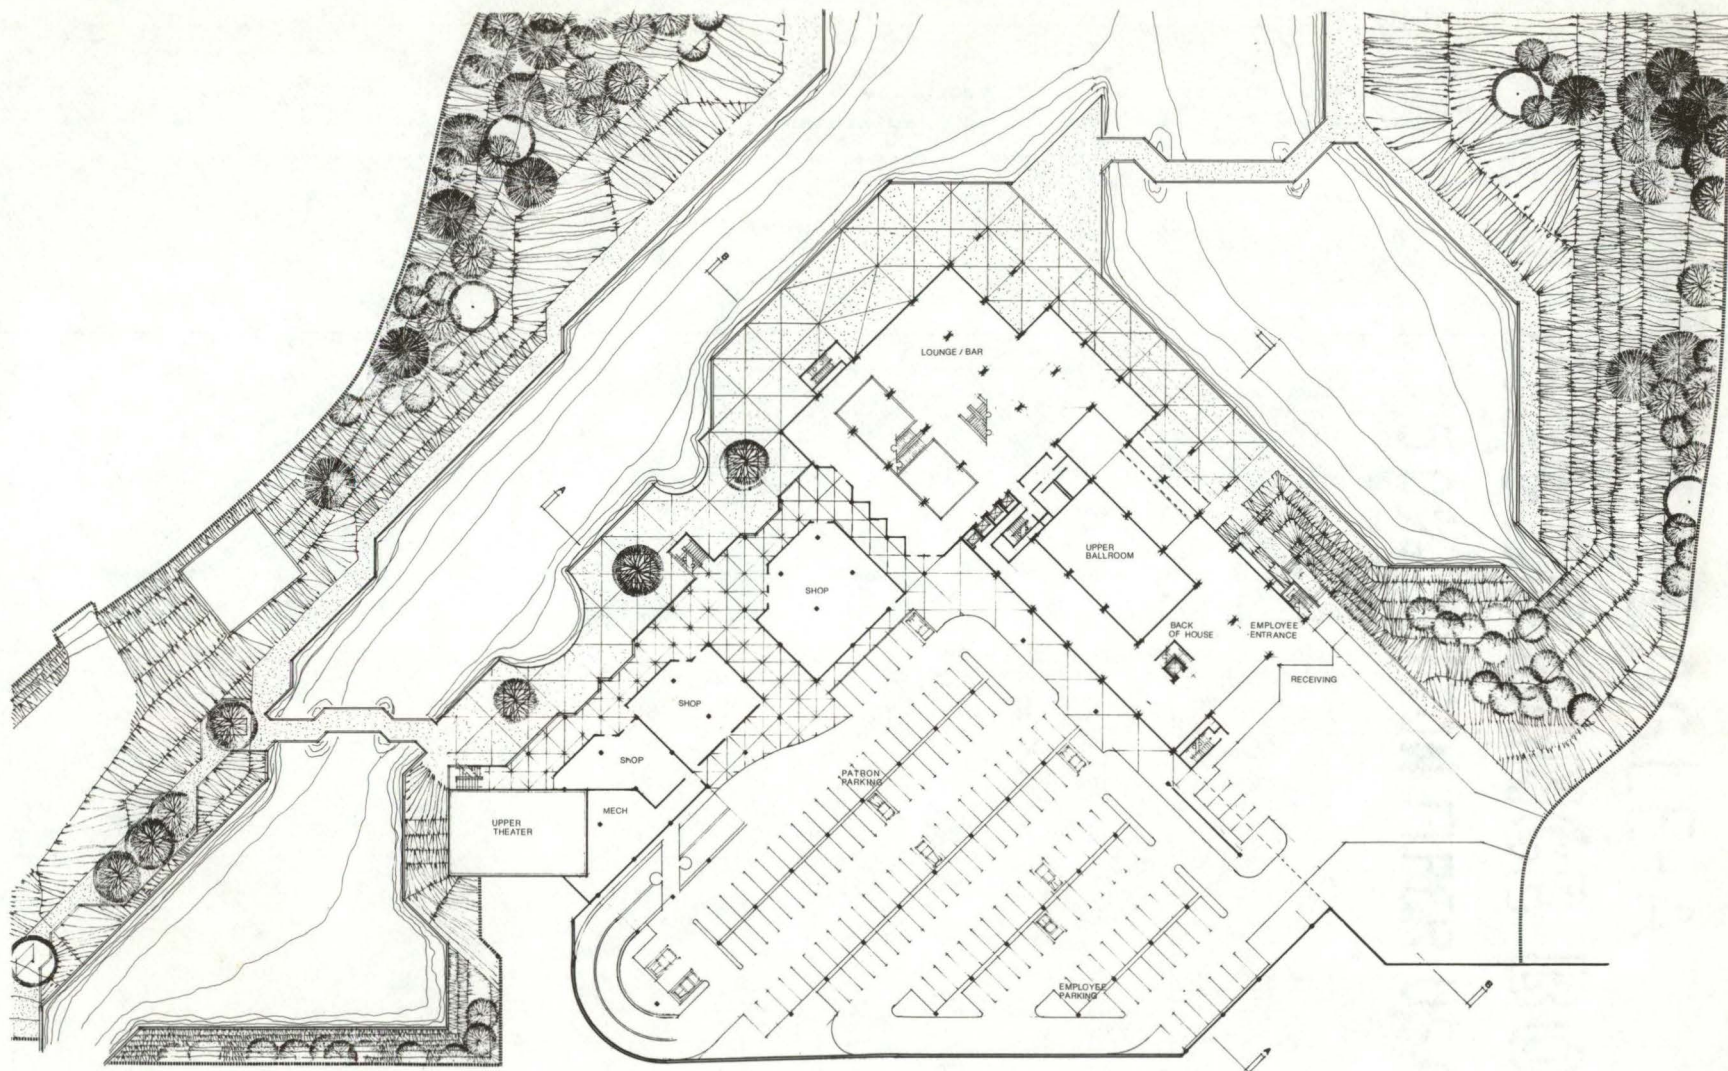 B
LOUNGE / BAR
A
UPPER
BALLROOM
SHOP
BACK
OF HOUSE
EMPLOYEE
ENTRANCE
RECEIVING
SHOP
SHOP
PATRON
PARKING
MECH
UPPER
THEATER
EMPLOYEE
PARKING
B
A